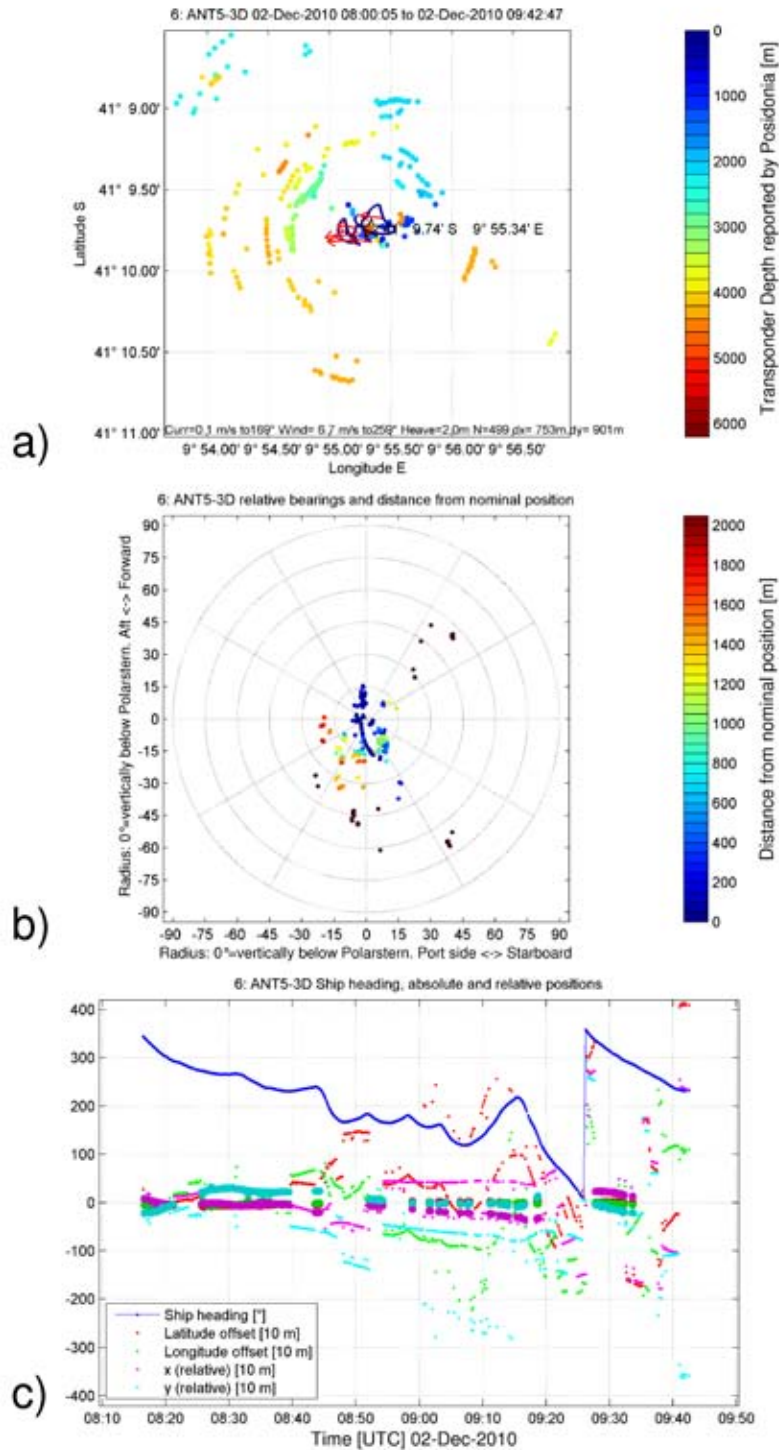 6: ANT5-3D 02-Dec-2010 08:00:05 to 02-Dec-2010 09:42:47
41° 9.00'
41° 9.50'
41° 10.00'
41° 10.50'
41° 11.00'
Latitude S
9.74' S 9° 55.34' E
Curr=0.1 m/s to169° Wind= 6.7 m/s to259° Heave=2.0m N=499 dx= 753m dy= 901m
9° 54.00' 9° 54.50' 9° 55.00' 9° 55.50' 9° 56.00' 9° 56.50'
Longitude E
0
1000
2000
3000
4000
5000
6000
Transponder Depth reported by Posidonia [m]
a)
6: ANT5-3D relative bearings and distance from nominal position
90
75
60
45
30
15
0
-15
-30
-45
-60
-75
-90
Radius: 0°=vertically below Polarstern. Aft <-> Forward
-90 -75 -60 -45 -30 -15 0 15 30 45 60 75 90
Radius: 0°=vertically below Polarstern. Port side <-> Starboard
2000
1800
1600
1400
1200
1000
800
600
400
200
0
Distance from nominal position [m]
b)
6: ANT5-3D Ship heading, absolute and relative positions
400
300
200
100
0
-100
-200
-300
-400
Ship heading [°]
Latitude offset [10 m]
Longitude offset [10 m]
x (relative) [10 m]
y (relative) [10 m]
08:10 08:20 08:30 08:40 08:50 09:00 09:10 09:20 09:30 09:40 09:50
Time [UTC] 02-Dec-2010
c)